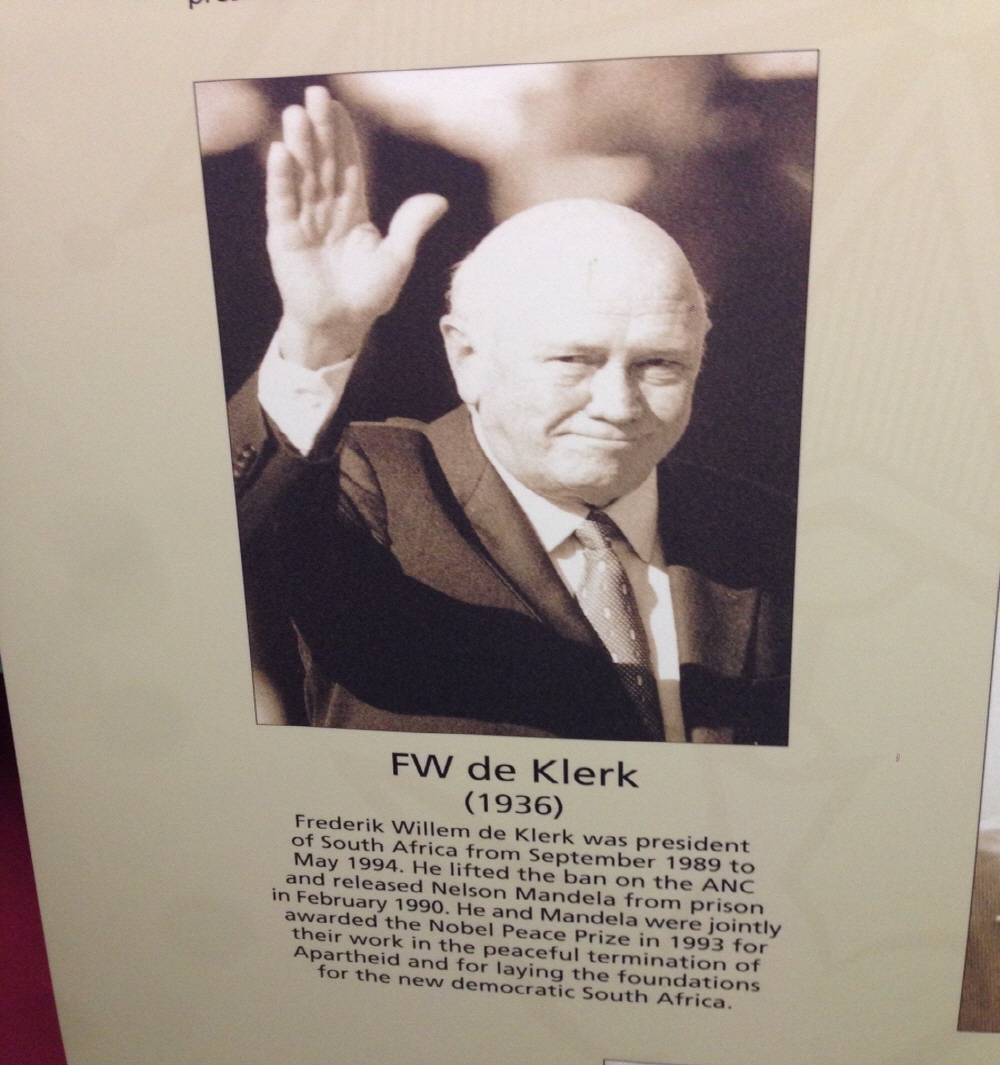 FW de Klerk
(1936)
Frederik Willem de Klerk was president
of South Africa from September 1989 to
May 1994. He lifted the ban on the ANC
and released Nelson Mandela from prison
in February 1990. He and Mandela were jointly
awarded the Nobel Peace Prize in 1993 for
their work in the peaceful termination of
Apartheid and for laying the foundations
for the new democratic South Africa.